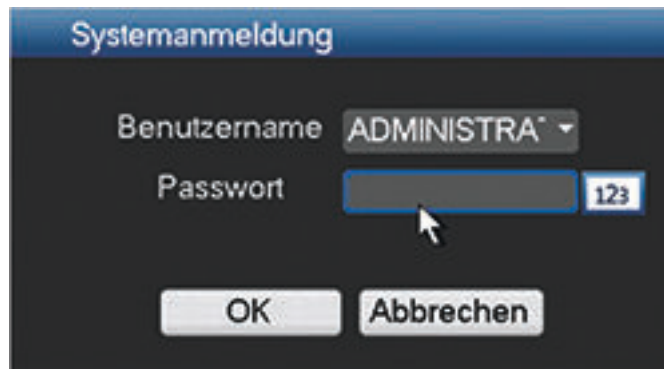 Systemanmeldung
Benutzername ADMINISTRA
Passwort 123
OK Abbrechen